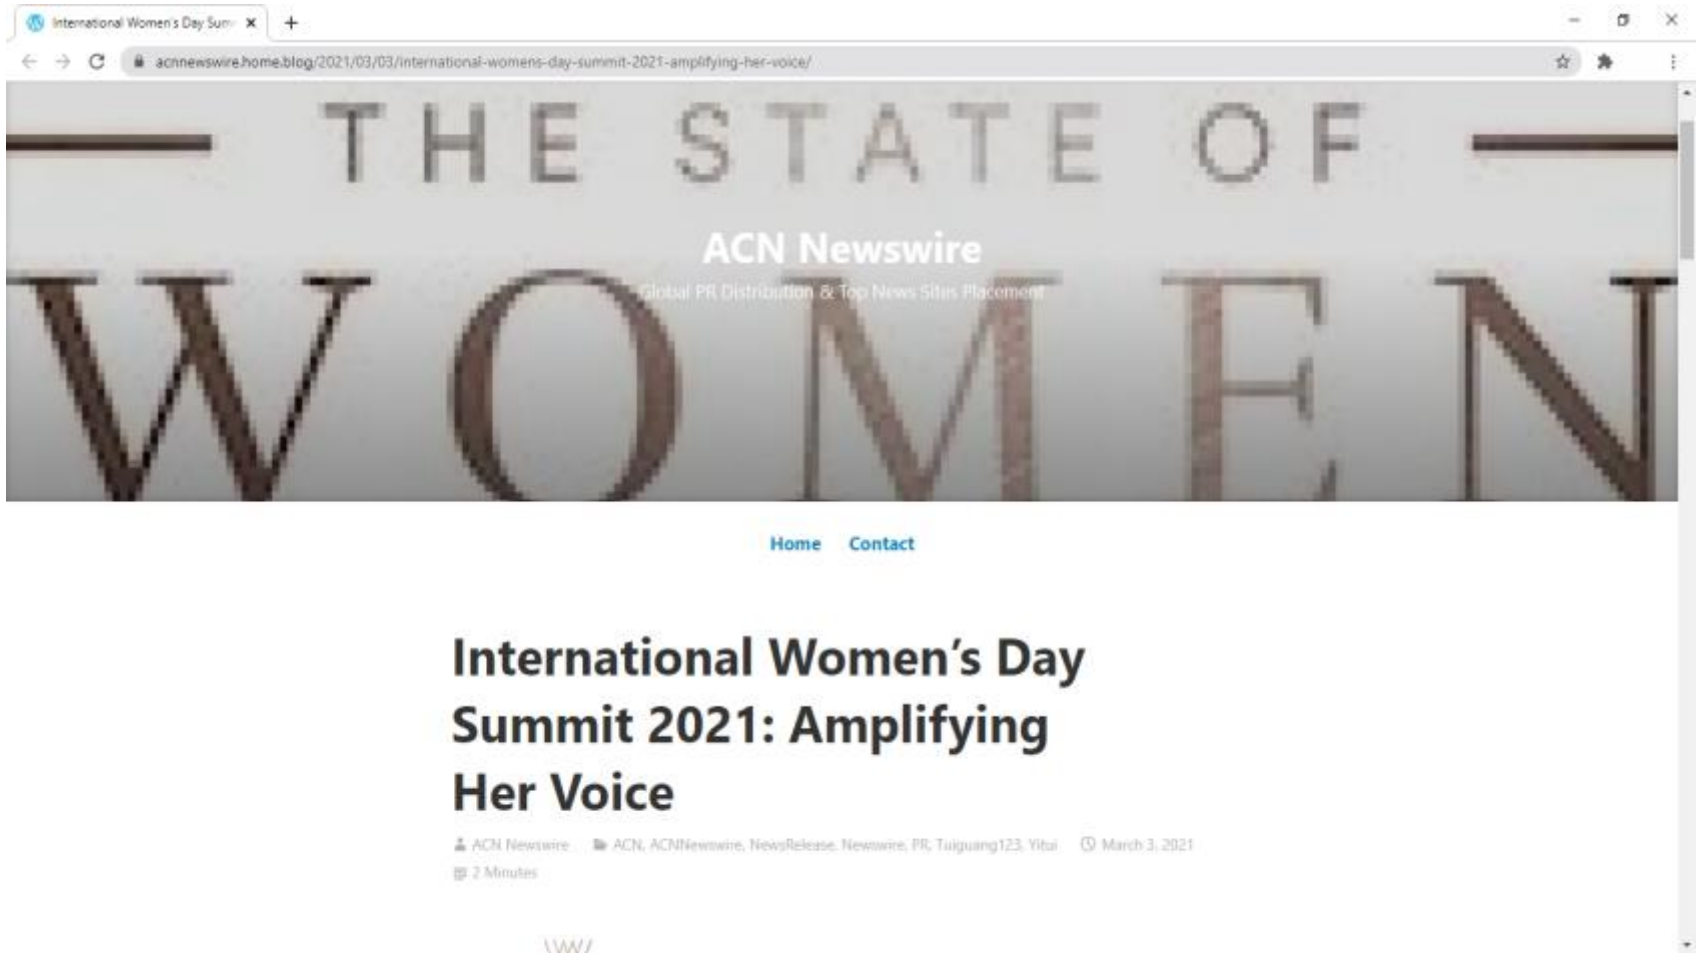 International Women's Day Sum
acnnewswire.home.blog/2021/03/03/international-womens-day-summit-2021-amplifying-her-voice/
THE STATE OF
ACN Newswire
Global PR Distribution & Top News Sites Placement
WOMEN
Home Contact
International Women’s Day
Summit 2021: Amplifying
Her Voice
ACN Newswire ACN, ACNNewswire, NewsRelease, Newswire, PR, Tuiguang123, Yitui March 3, 2021
2 Minutes